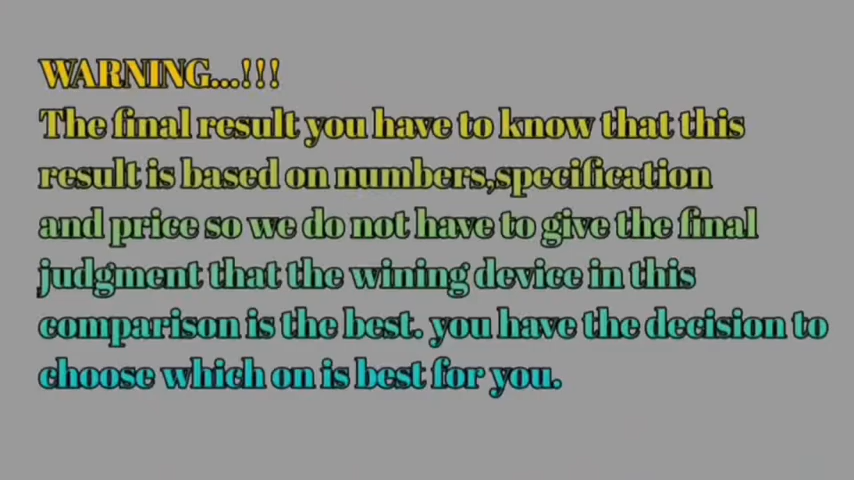 WARNING...!!!
The final result you have to know that this
result is based on numbers,specification
and price so we do not have to give the final
judgment that the wining device in this
comparison is the best. you have the decision to
choose which on is best for you.